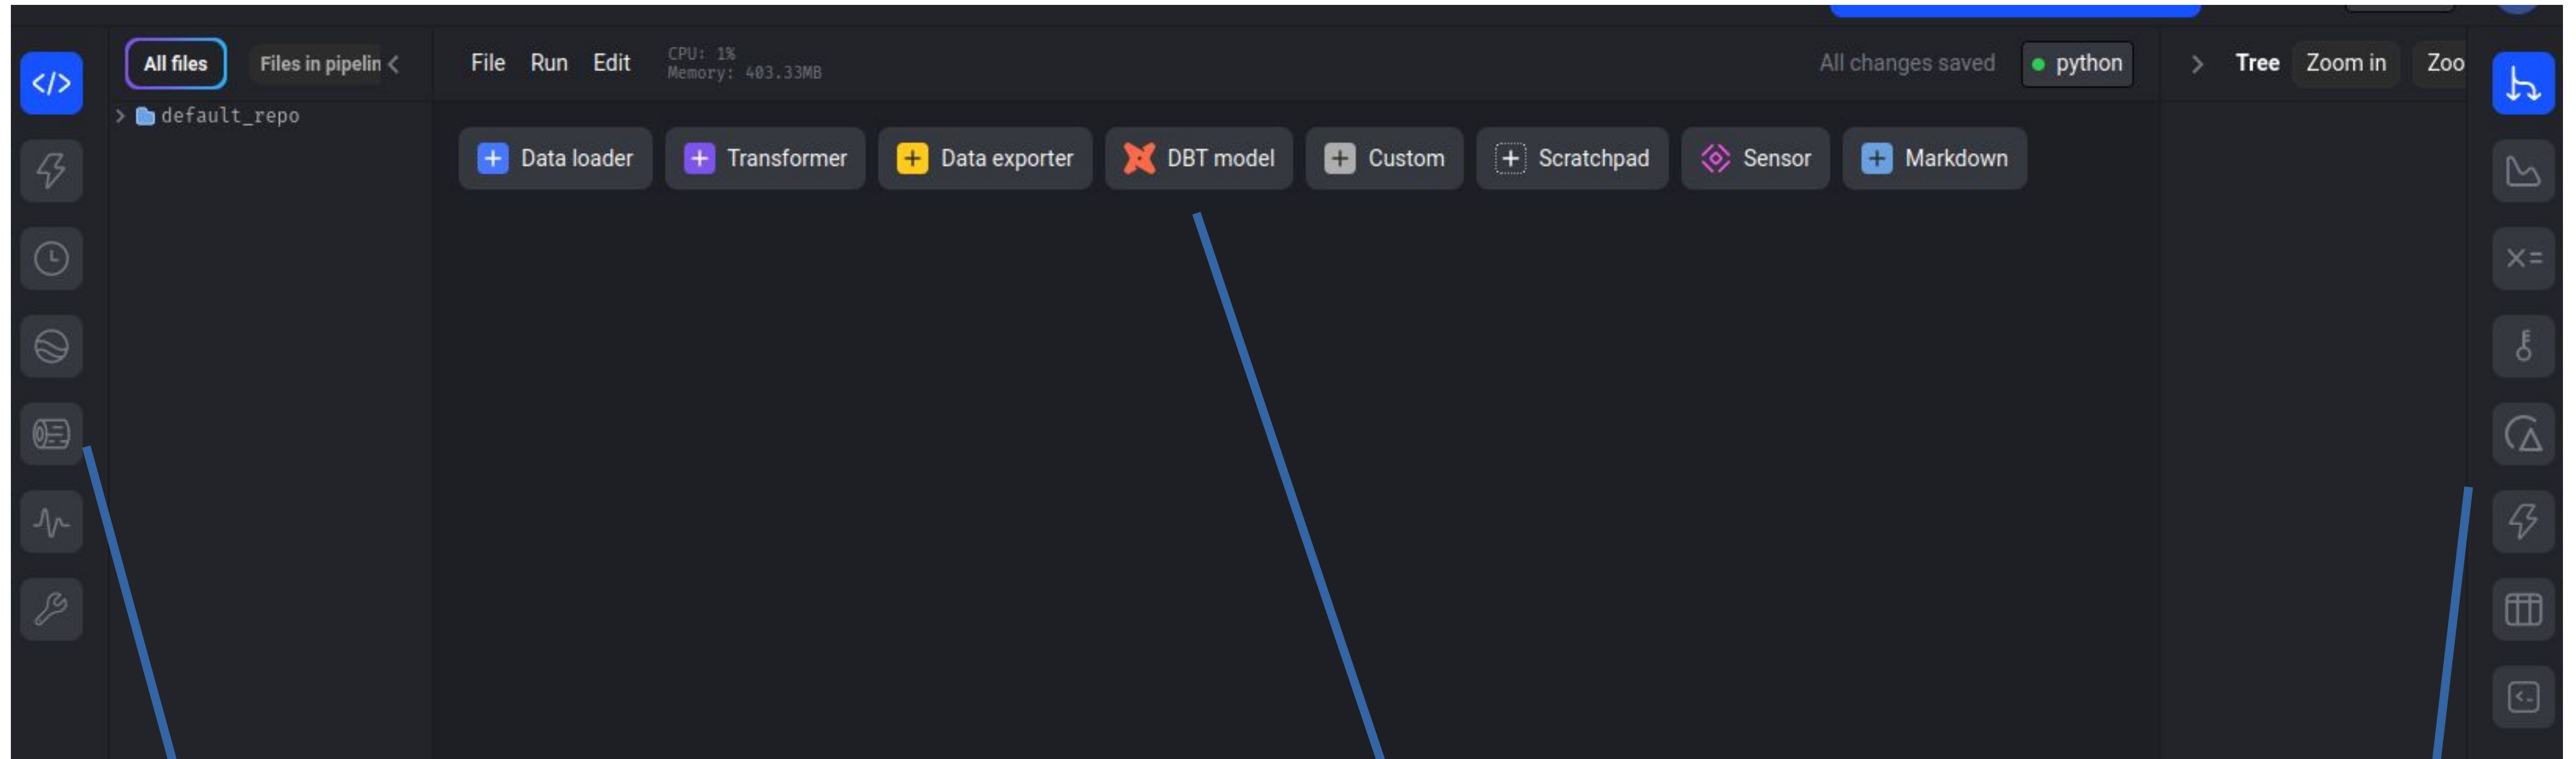 All files
Files in pipelin
default_repo
File Run Edit
CPU: 1%
Memory: 403.33MB
All changes saved
python
Tree
Zoom in
Zoo
Data loader
Transformer
Data exporter
DBT model
Custom
Scratchpad
Sensor
Markdown